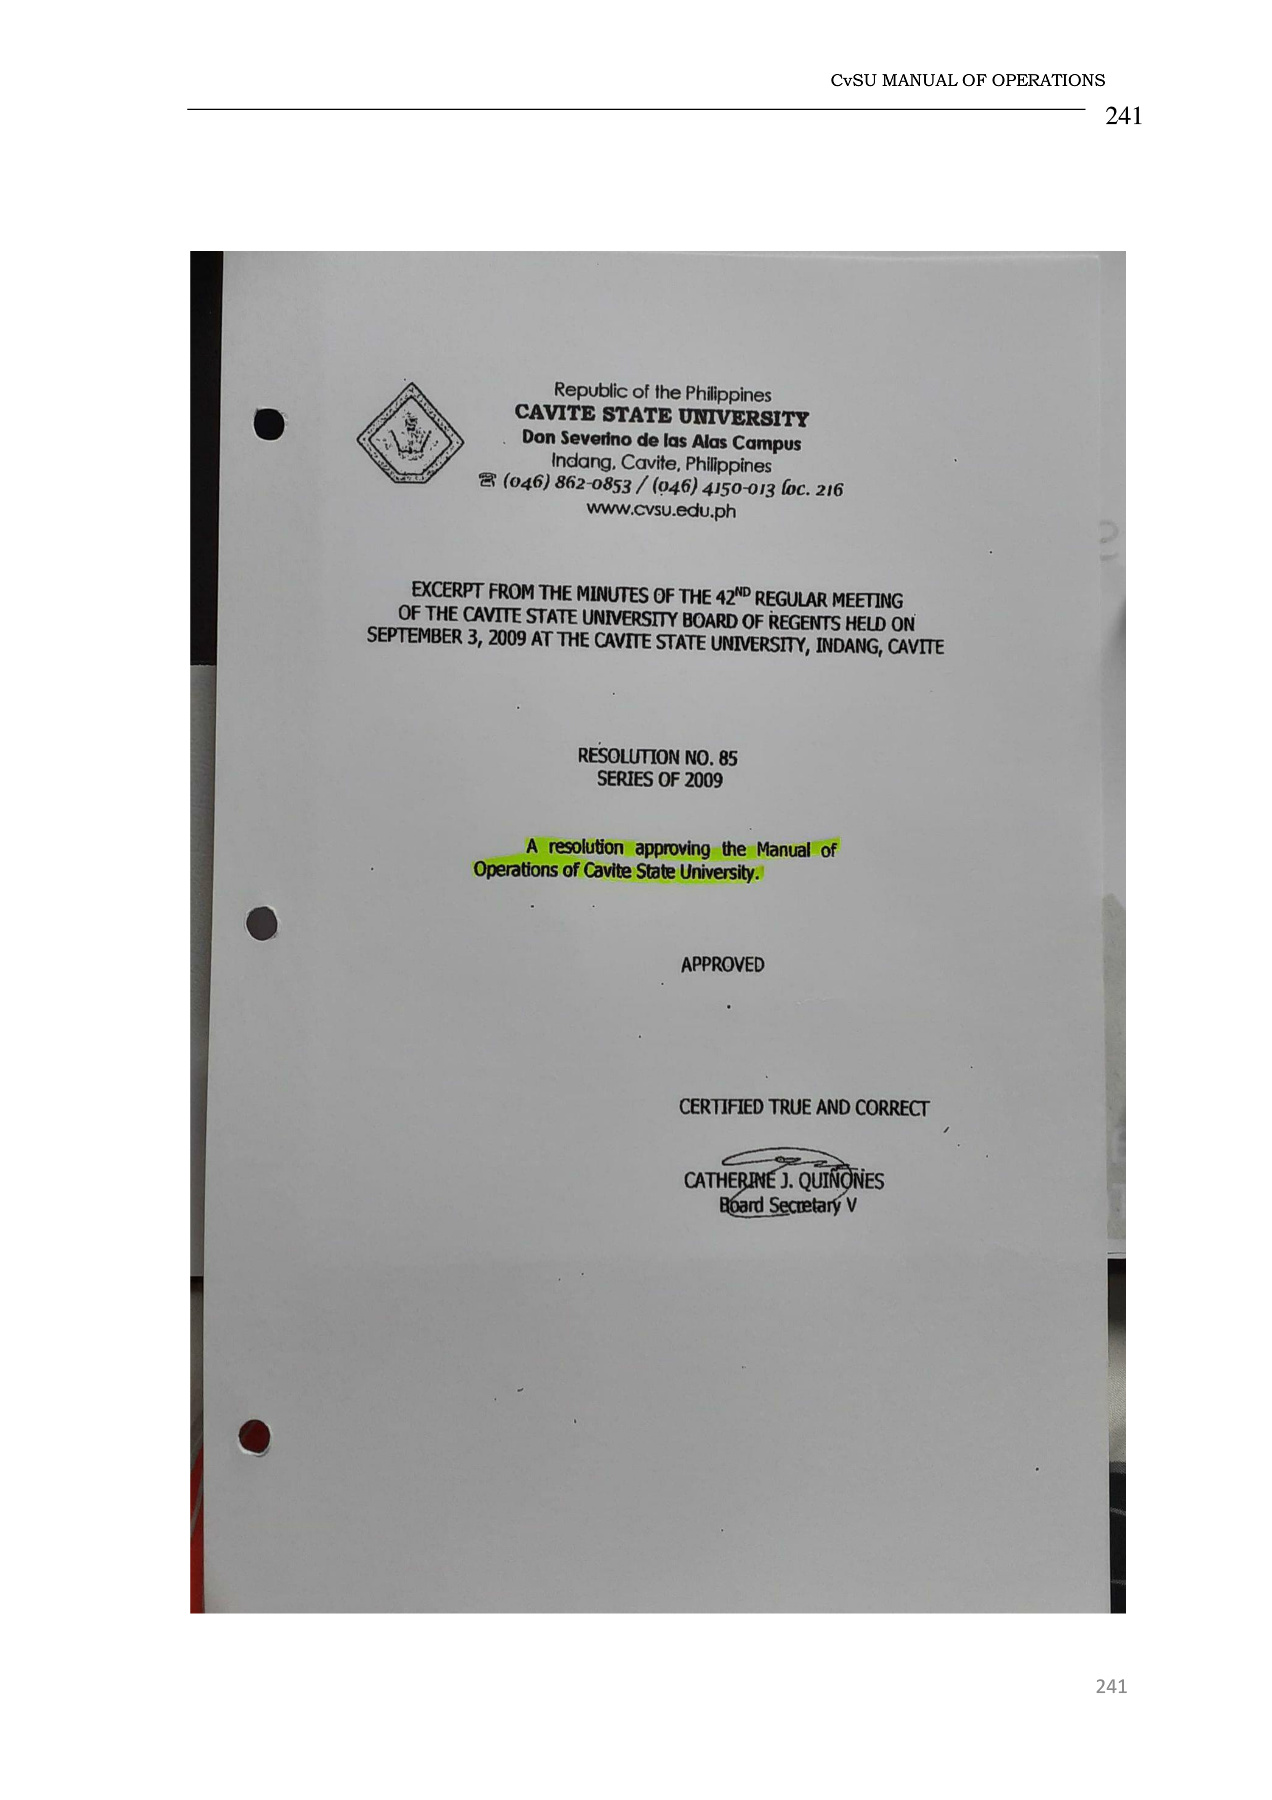 CvSU MANUAL OF OPERATIONS
241
Republic of the Philippines
CAVITE STATE UNIVERSITY
Don Severino de las Alas Campus
Indang, Cavite, Philippines
☎ (046) 862-0853 / (046) 4150-013 loc. 216
www.cvsu.edu.ph
EXCERPT FROM THE MINUTES OF THE 42ND REGULAR MEETING
OF THE CAVITE STATE UNIVERSITY BOARD OF REGENTS HELD ON
SEPTEMBER 3, 2009 AT THE CAVITE STATE UNIVERSITY, INDANG, CAVITE
RESOLUTION NO. 85
SERIES OF 2009
A resolution approving the Manual of
Operations of Cavite State University.
APPROVED
CERTIFIED TRUE AND CORRECT
CATHERINE J. QUIÑONES
Board Secretary V
241